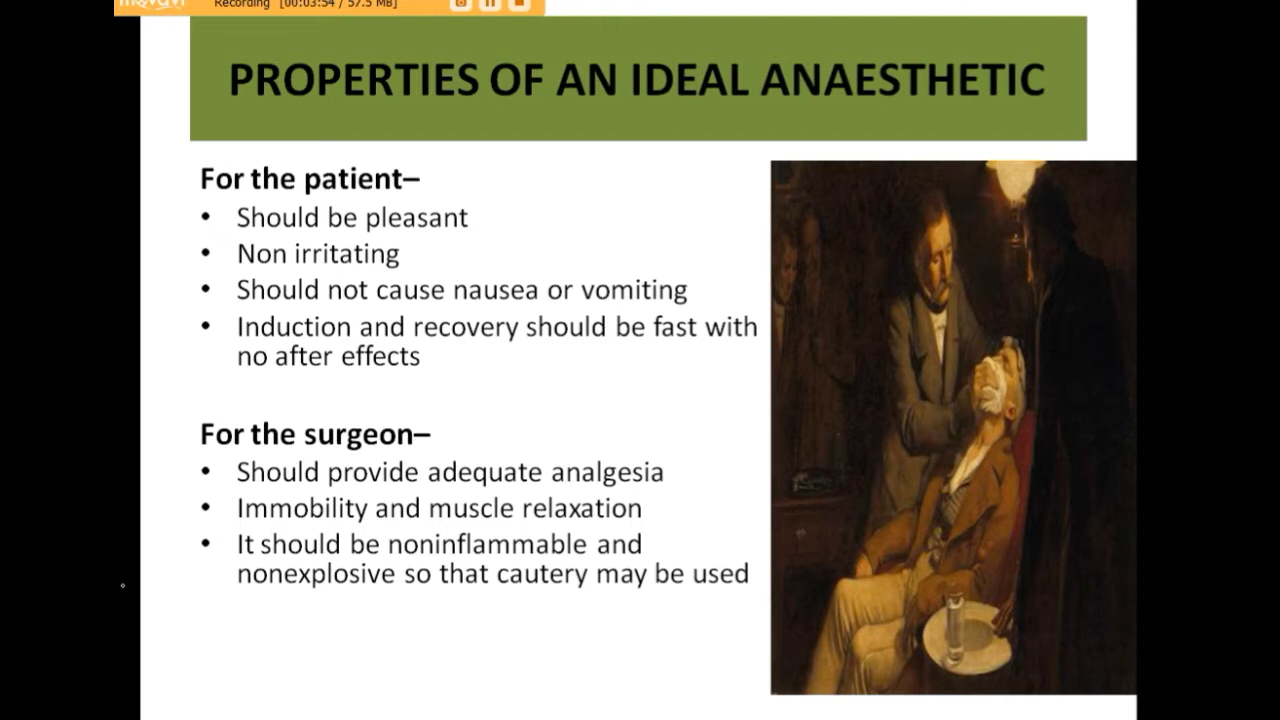 movavi Recording [00:03:54 / 57.5 MB]
PROPERTIES OF AN IDEAL ANAESTHETIC
For the patient–
• Should be pleasant
• Non irritating
• Should not cause nausea or vomiting
• Induction and recovery should be fast with
no after effects
For the surgeon–
• Should provide adequate analgesia
• Immobility and muscle relaxation
• It should be noninflammable and
nonexplosive so that cautery may be used